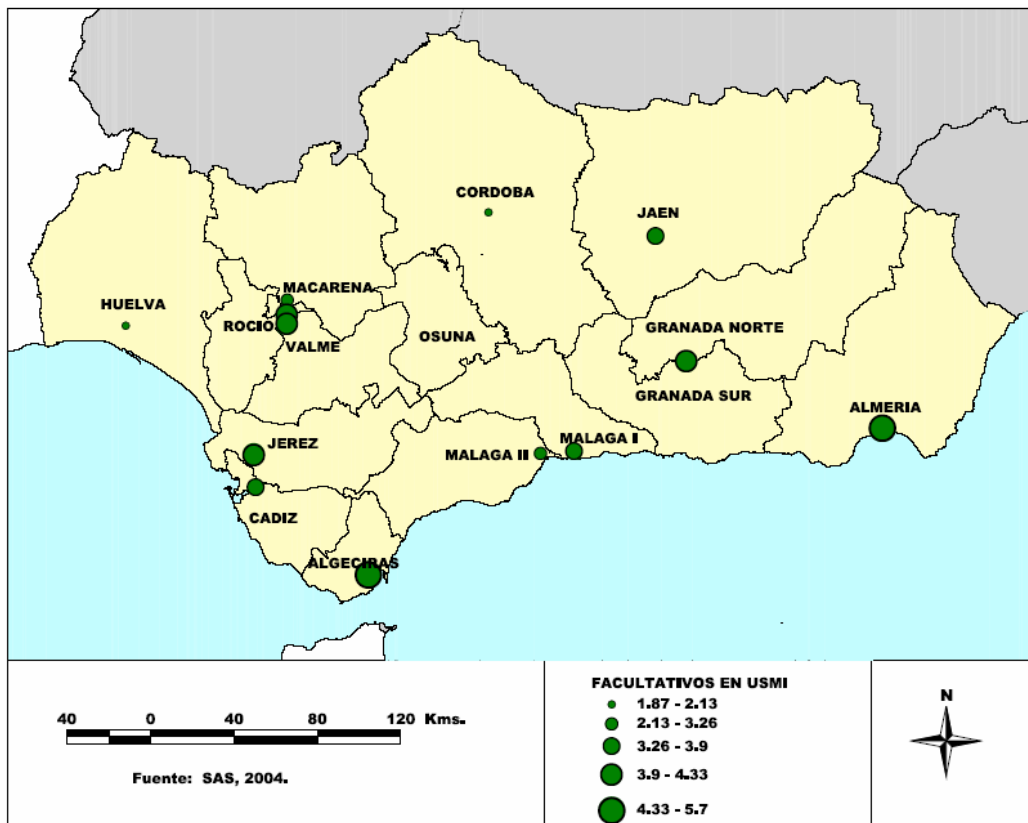 CORDOBA
JAEN
MACARENA
HUELVA
ROCIO
VALME
OSUNA
GRANADA NORTE
GRANADA SUR
ALMERIA
JEREZ
MALAGA I
MALAGA II
CADIZ
ALGECIRAS
40 0 40 80 120 Kms.
Fuente: SAS, 2004.
FACULTATIVOS EN USMI
1.87 - 2.13
2.13 - 3.26
3.26 - 3.9
3.9 - 4.33
4.33 - 5.7
N